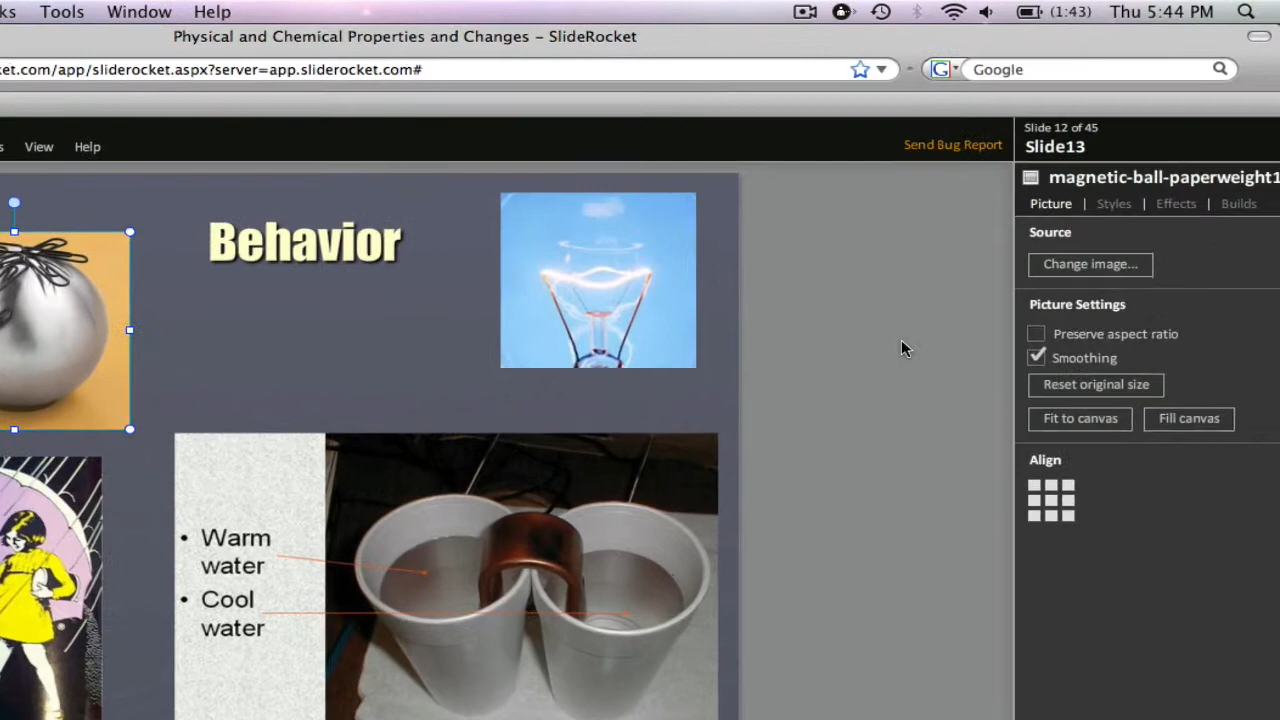 ks Tools Window Help (1:43) Thu 5:44 PM
Physical and Chemical Properties and Changes – SlideRocket
et.com/app/sliderocket.aspx?server=app.sliderocket.com# G Google
s View Help Send Bug Report
Slide 12 of 45
Slide13
magnetic-ball-paperweight1
Picture | Styles | Effects | Builds
Source
Change image...
Picture Settings
Preserve aspect ratio
Smoothing
Reset original size
Fit to canvas Fill canvas
Align
Behavior
• Warm
water
• Cool
water